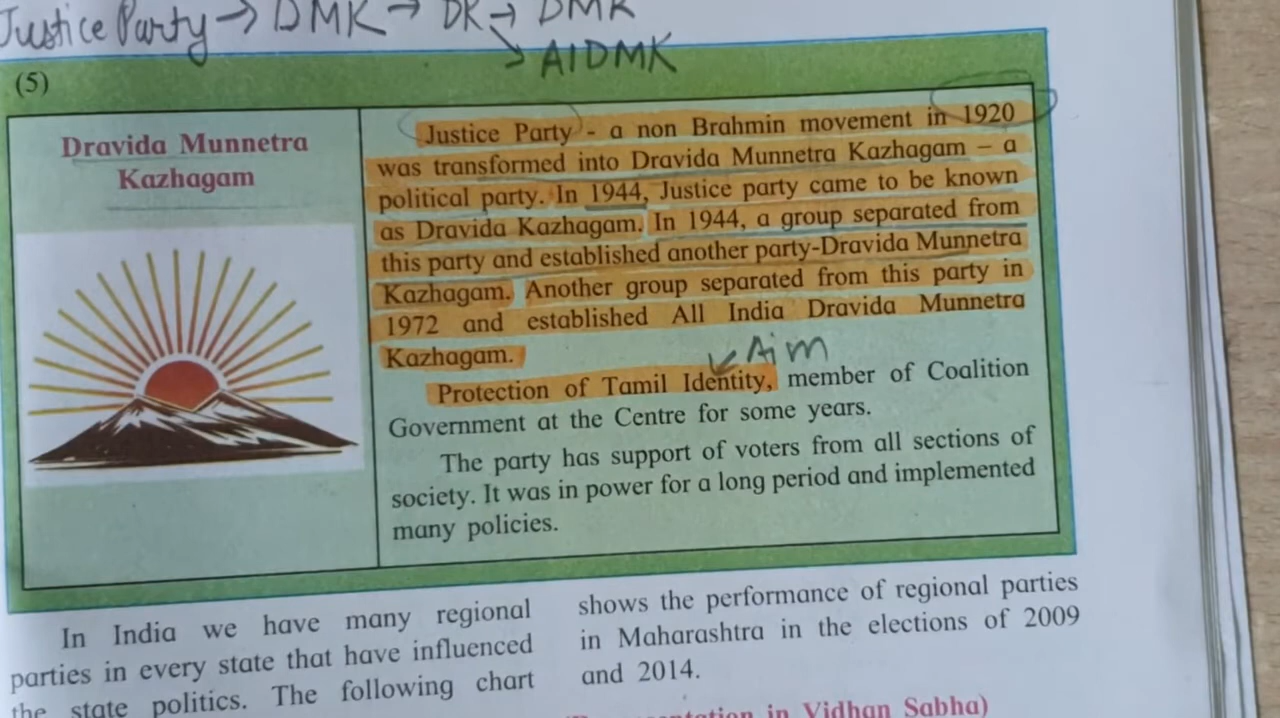 Justice Party → DMK → DK → DMK
↘ AIDMK
(5)
Dravida Munnetra
Kazhagam
Justice Party - a non Brahmin movement in 1920
was transformed into Dravida Munnetra Kazhagam – a
political party. In 1944, Justice party came to be known
as Dravida Kazhagam. In 1944, a group separated from
this party and established another party-Dravida Munnetra
Kazhagam. Another group separated from this party in
1972 and established All India Dravida Munnetra
Kazhagam.
Aim
Protection of Tamil Identity, member of Coalition
Government at the Centre for some years.
The party has support of voters from all sections of
society. It was in power for a long period and implemented
many policies.
In India we have many regional
parties in every state that have influenced
the state politics. The following chart
shows the performance of regional parties
in Maharashtra in the elections of 2009
and 2014.
in Vidhan Sabha)